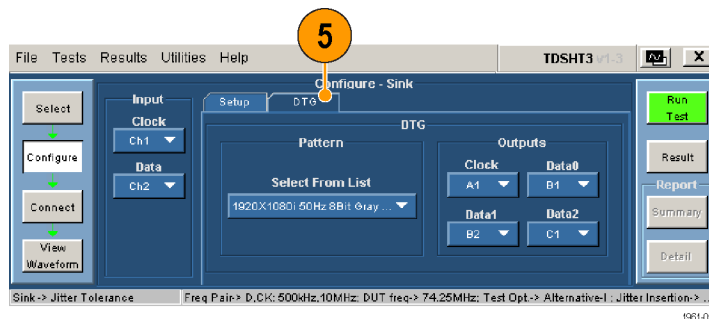 5
File Tests Results Utilities Help TDSHT3 v1-3 X
Configure - Sink
Select
Configure
Connect
View
Waveform
Input
Clock
Ch1
Data
Ch2
Setup DTG
DTG
Pattern
Select From List
1920X1080i 50Hz 8Bit Gray ...
Outputs
Clock Data0
A1 B1
Data1 Data2
B2 C1
Run
Test
Result
Report
Summary
Detail
Sink-> Jitter Tolerance Freq Pair-> D,CK: 500kHz,10MHz; DUT freq-> 74.25MHz; Test Opt.-> Alternative-I ; Jitter Insertion-> ..